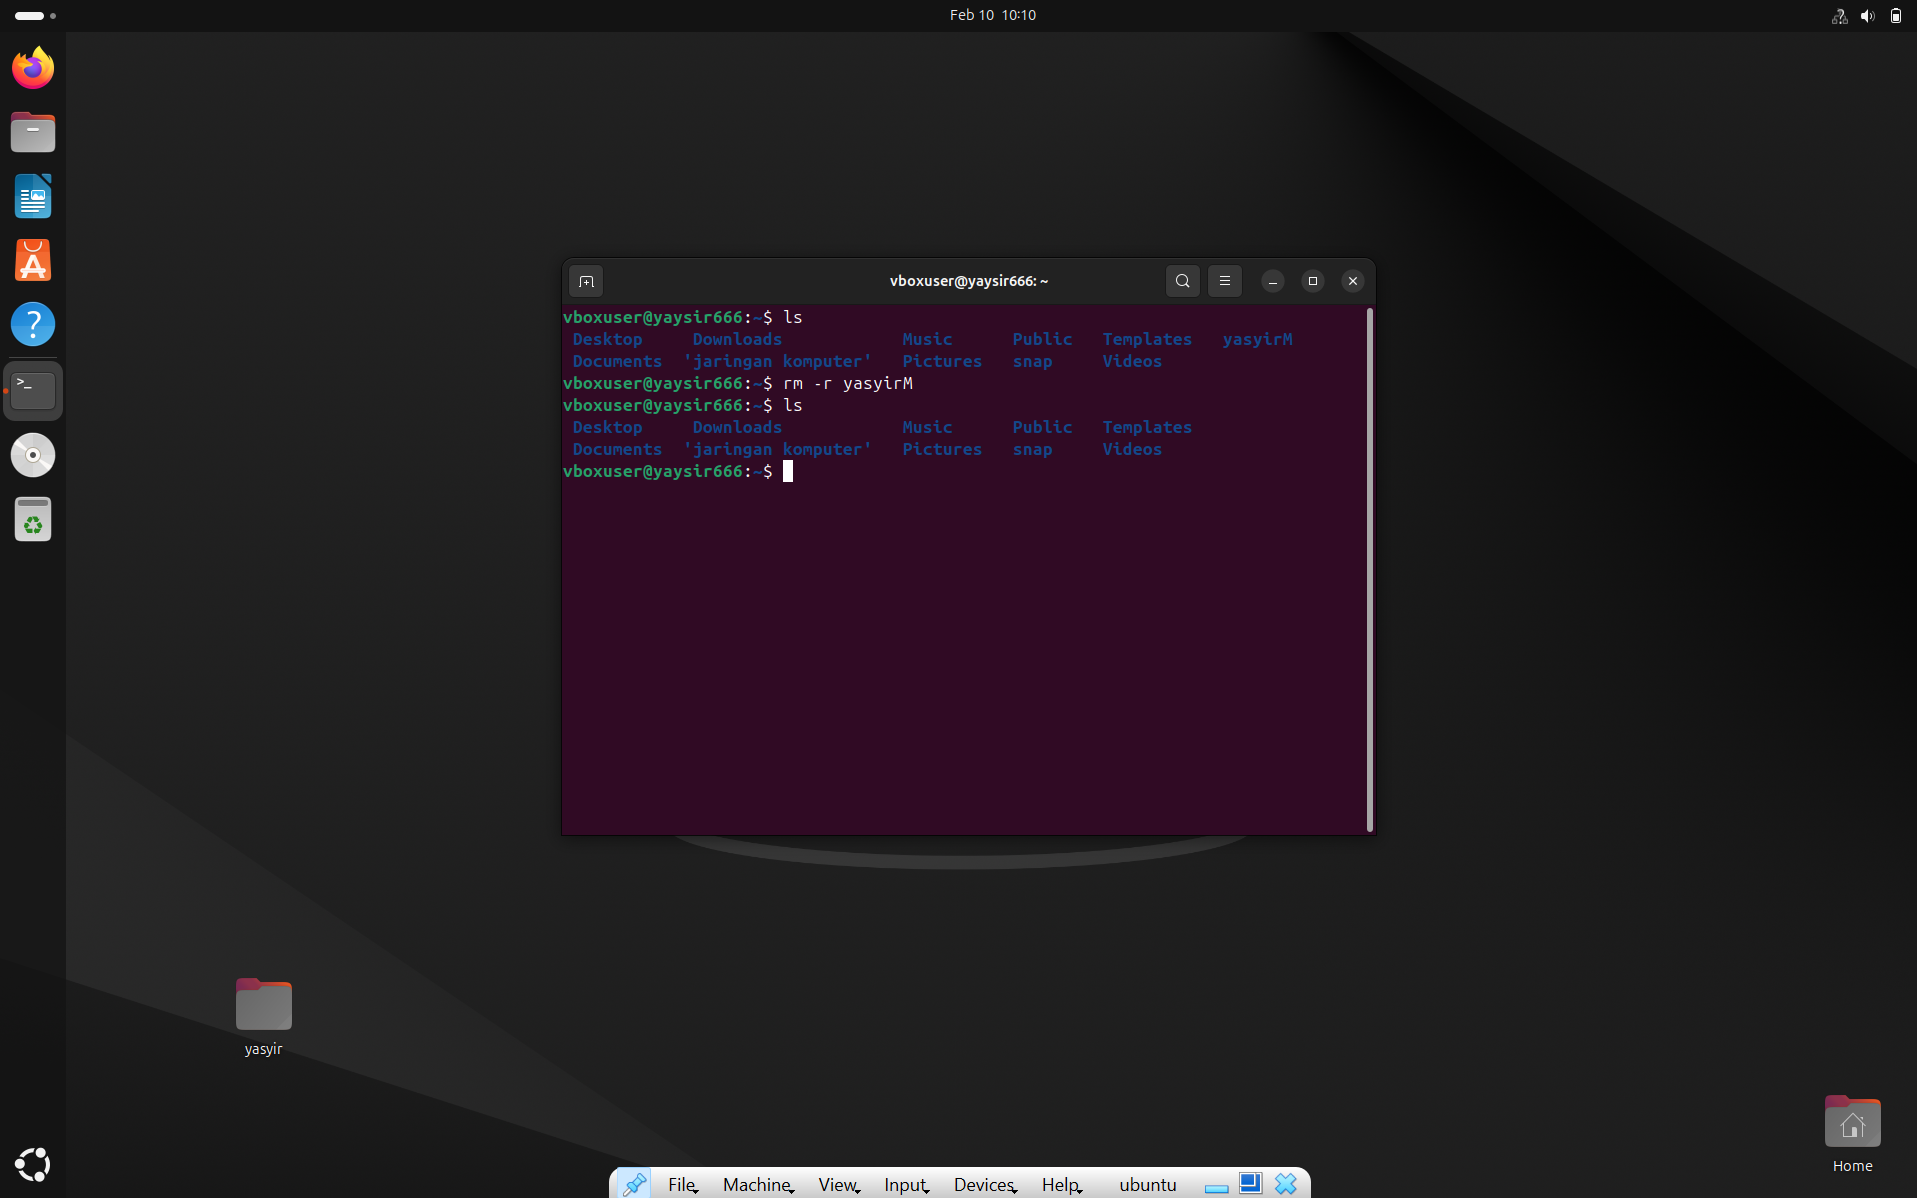 Feb 10 10:10
vboxuser@yaysir666: ~
vboxuser@yaysir666:~$ ls
Desktop Downloads Music Public Templates yasyirM
Documents 'jaringan komputer' Pictures snap Videos
vboxuser@yaysir666:~$ rm -r yasyirM
vboxuser@yaysir666:~$ ls
Desktop Downloads Music Public Templates
Documents 'jaringan komputer' Pictures snap Videos
vboxuser@yaysir666:~$
yasyir
Home
File Machine View Input Devices Help ubuntu